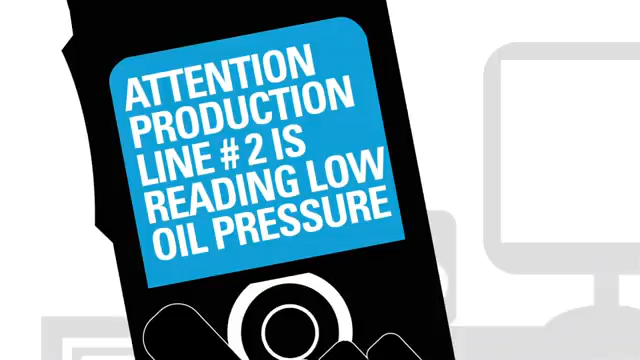 ATTENTION
PRODUCTION
LINE # 2 IS
READING LOW
OIL PRESSURE